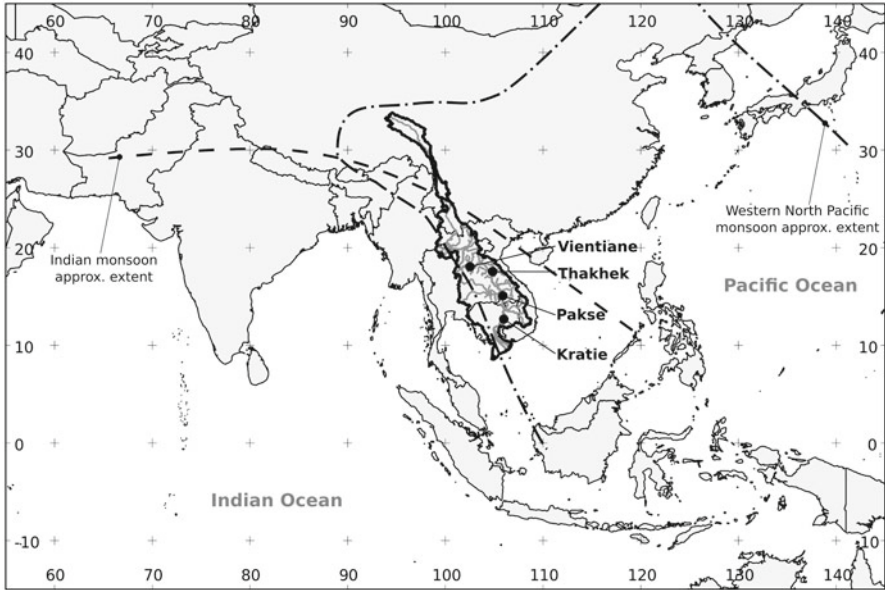 60 70 80 90 100 110 120 130 140
40 40
30 30
Western North Pacific
monsoon approx. extent
Indian monsoon
approx. extent
20 20
Vientiane
Thakhek
Pacific Ocean
Pakse
Kratie
10 10
0 0
Indian Ocean
-10 -10
60 70 80 90 100 110 120 130 140